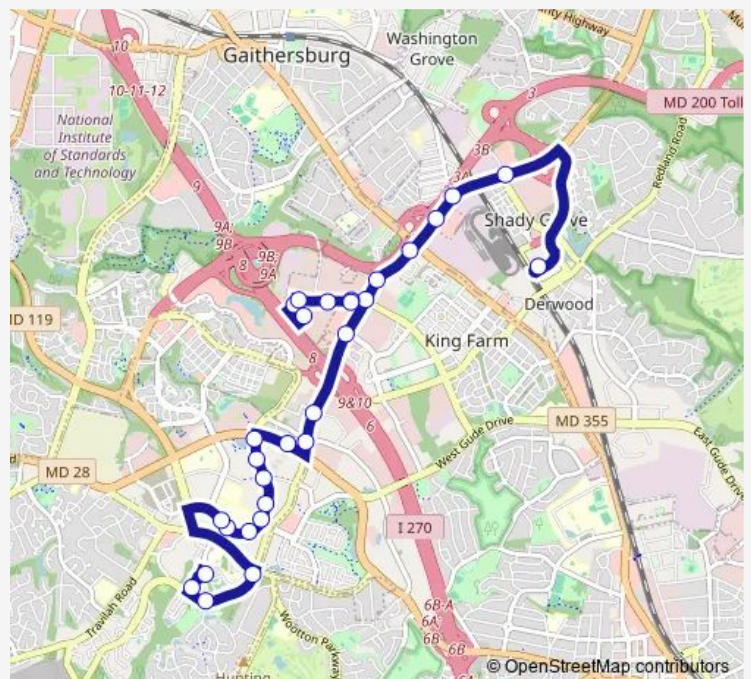 Gaithersburg
Washington
Grove
10
10-11-12
3
MD 200 Toll
National
Institute
of Standards
and Technology
3B
Redland Road
9
Shady Grove
9A;
9B
9B;
9A
8
MD 119
Derwood
King Farm
8
9&10
6
MD 355
West Gude Drive
East Gude Drive
MD 28
I 270
Travilah Road
Wootton Parkway
6B-A
6A;
6B
6B
© OpenStreetMap contributors